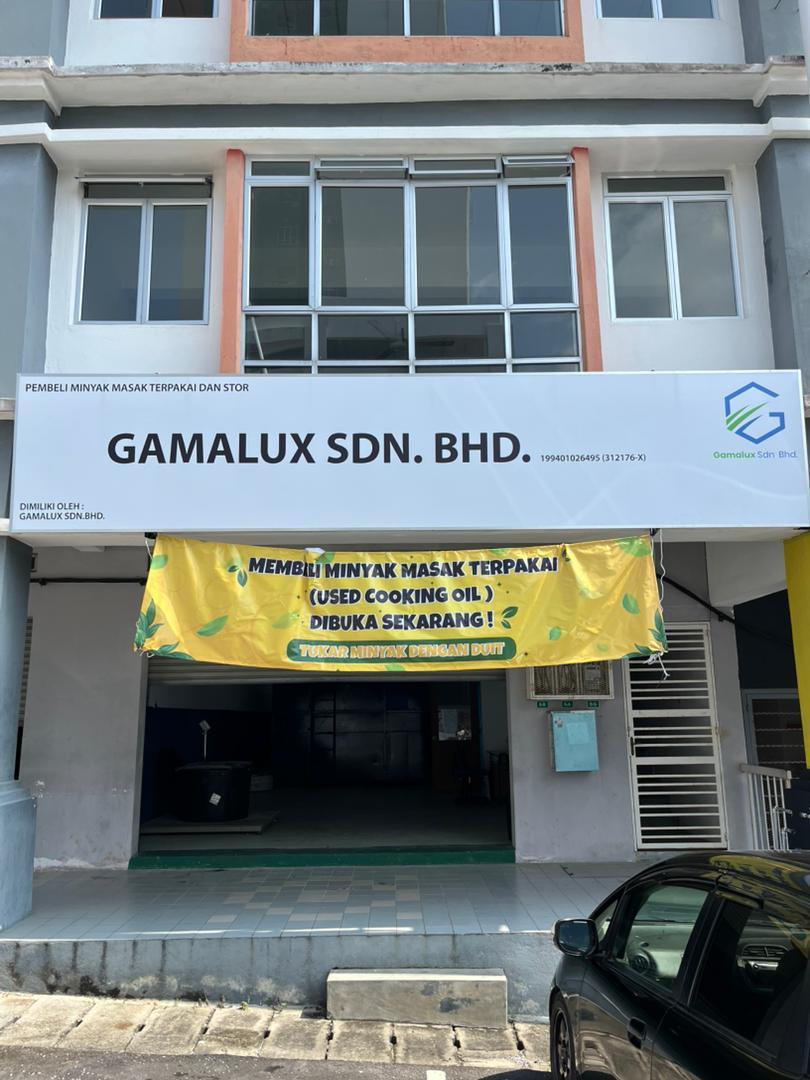 PEMBELI MINYAK MASAK TERPAKAI DAN STOR
GAMALUX SDN. BHD. 199401026495 (312176-X)
Gamalux Sdn Bhd.
DIMILIKI OLEH :
GAMALUX SDN.BHD.
MEMBELI MINYAK MASAK TERPAKAI
(USED COOKING OIL)
DIBUKA SEKARANG !
TUKAR MINYAK DENGAN DUIT